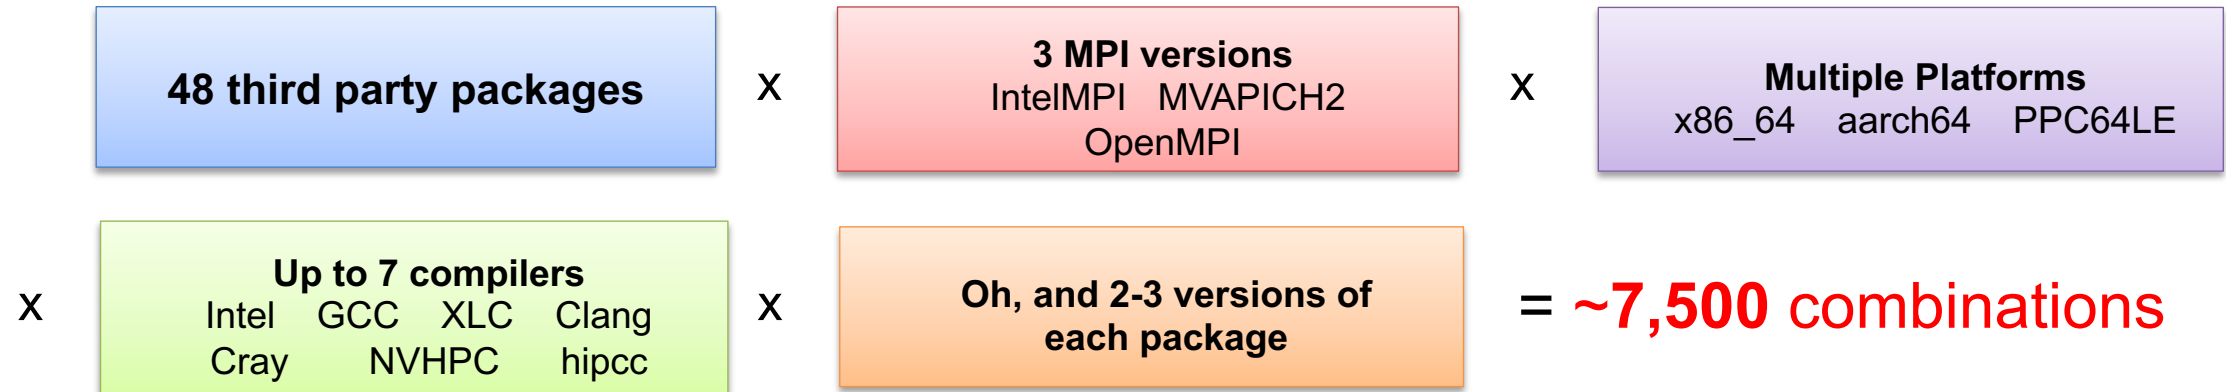 48 third party packages
x
3 MPI versions
IntelMPI MVAPICH2
OpenMPI
x
Multiple Platforms
x86_64 aarch64 PPC64LE
x
Up to 7 compilers
Intel GCC XLC Clang
Cray NVHPC hipcc
x
Oh, and 2-3 versions of
each package
= ~7,500 combinations